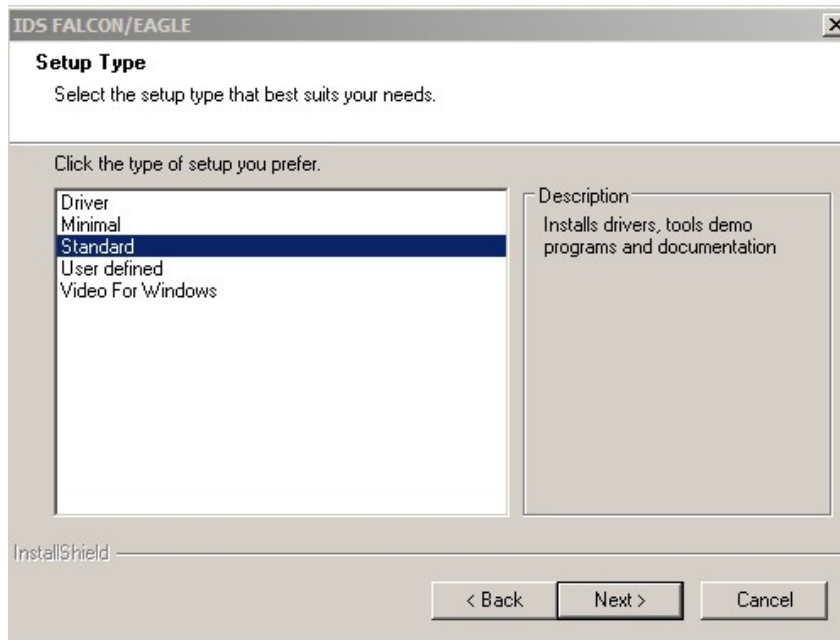 IDS FALCON/EAGLE
Setup Type
Select the setup type that best suits your needs.
Click the type of setup you prefer.
Driver
Minimal
Standard
User defined
Video For Windows
Description
Installs drivers, tools demo
programs and documentation
InstallShield
< Back
Next >
Cancel